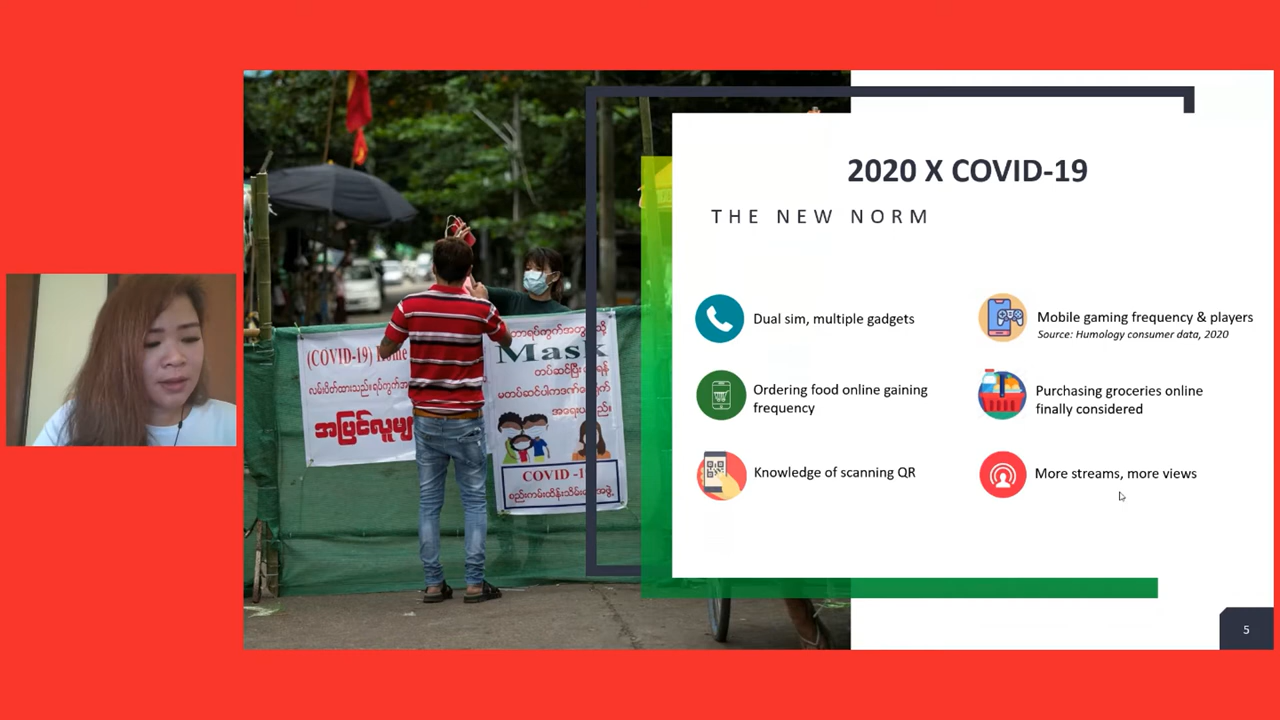 2020 X COVID-19
THE NEW NORM
Dual sim, multiple gadgets
Mobile gaming frequency & players
Source: Humology consumer data, 2020
Ordering food online gaining
frequency
Purchasing groceries online
finally considered
Knowledge of scanning QR
More streams, more views
5
(COVID-19)
Mask
COVID -1